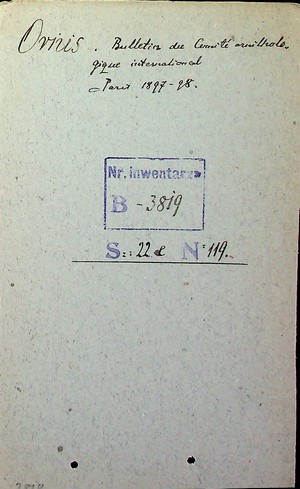 Ornis. Bulletin du Comité ornitholo-
gique international
Paris 1897-98.
Nr. inwentarza
B - 3819
S: 22 c N° 119.